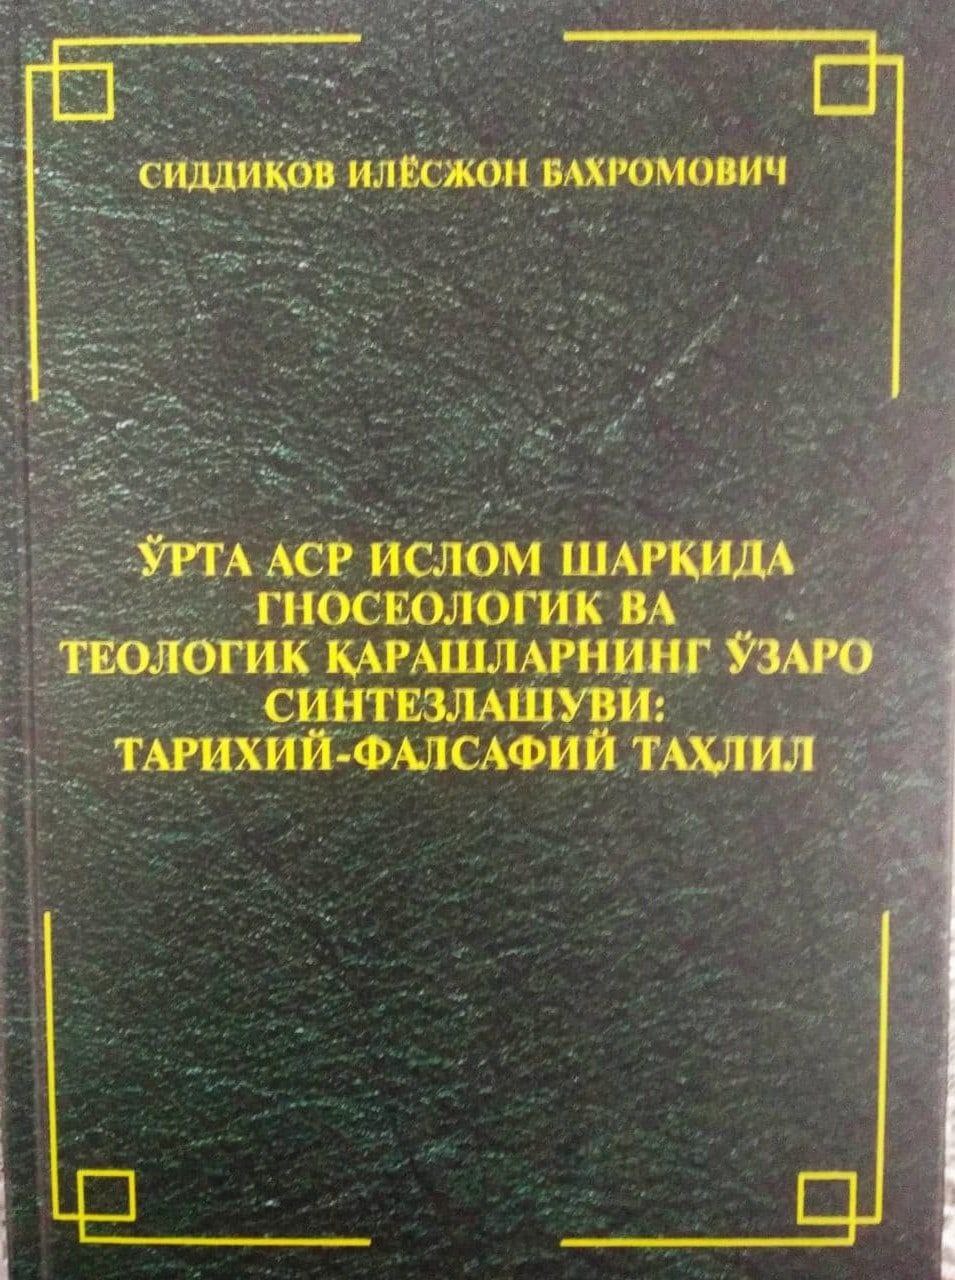 СИДДИҚОВ ИЛЁСЖОН БАХРОМОВИЧ
ЎРТА АСР ИСЛОМ ШАРҚИДА
ГНОСЕОЛОГИК ВА
ТЕОЛОГИК ҚАРАШЛАРНИНГ ЎЗАРО
СИНТЕЗЛАШУВИ:
ТАРИХИЙ-ФАЛСАФИЙ ТАҲЛИЛ